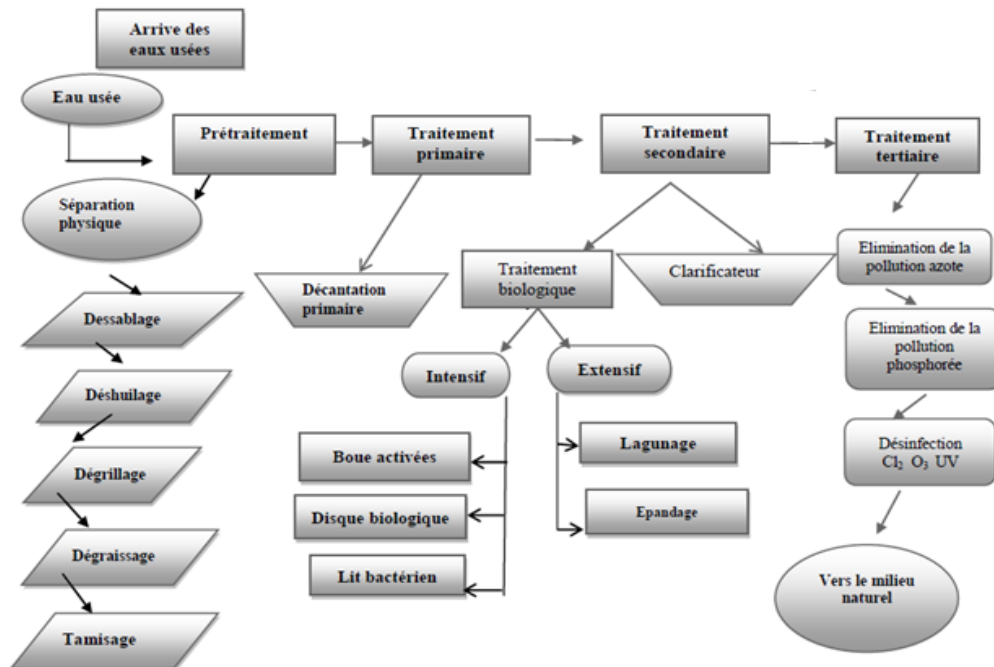 Arrive des
eaux usées
Eau usée
Prétraitement
Traitement
primaire
Traitement
secondaire
Traitement
tertiaire
Séparation
physique
Dessablage
Déshuilage
Dégrillage
Dégraissage
Tamisage
Décantation
primaire
Traitement
biologique
Clarificateur
Intensif
Extensif
Boue activées
Disque biologique
Lit bactérien
Lagunage
Epandage
Elimination de la
pollution azote
Elimination de la
pollution
phosphorée
Désinfection
Cl₂ O₃ UV
Vers le milieu
naturel